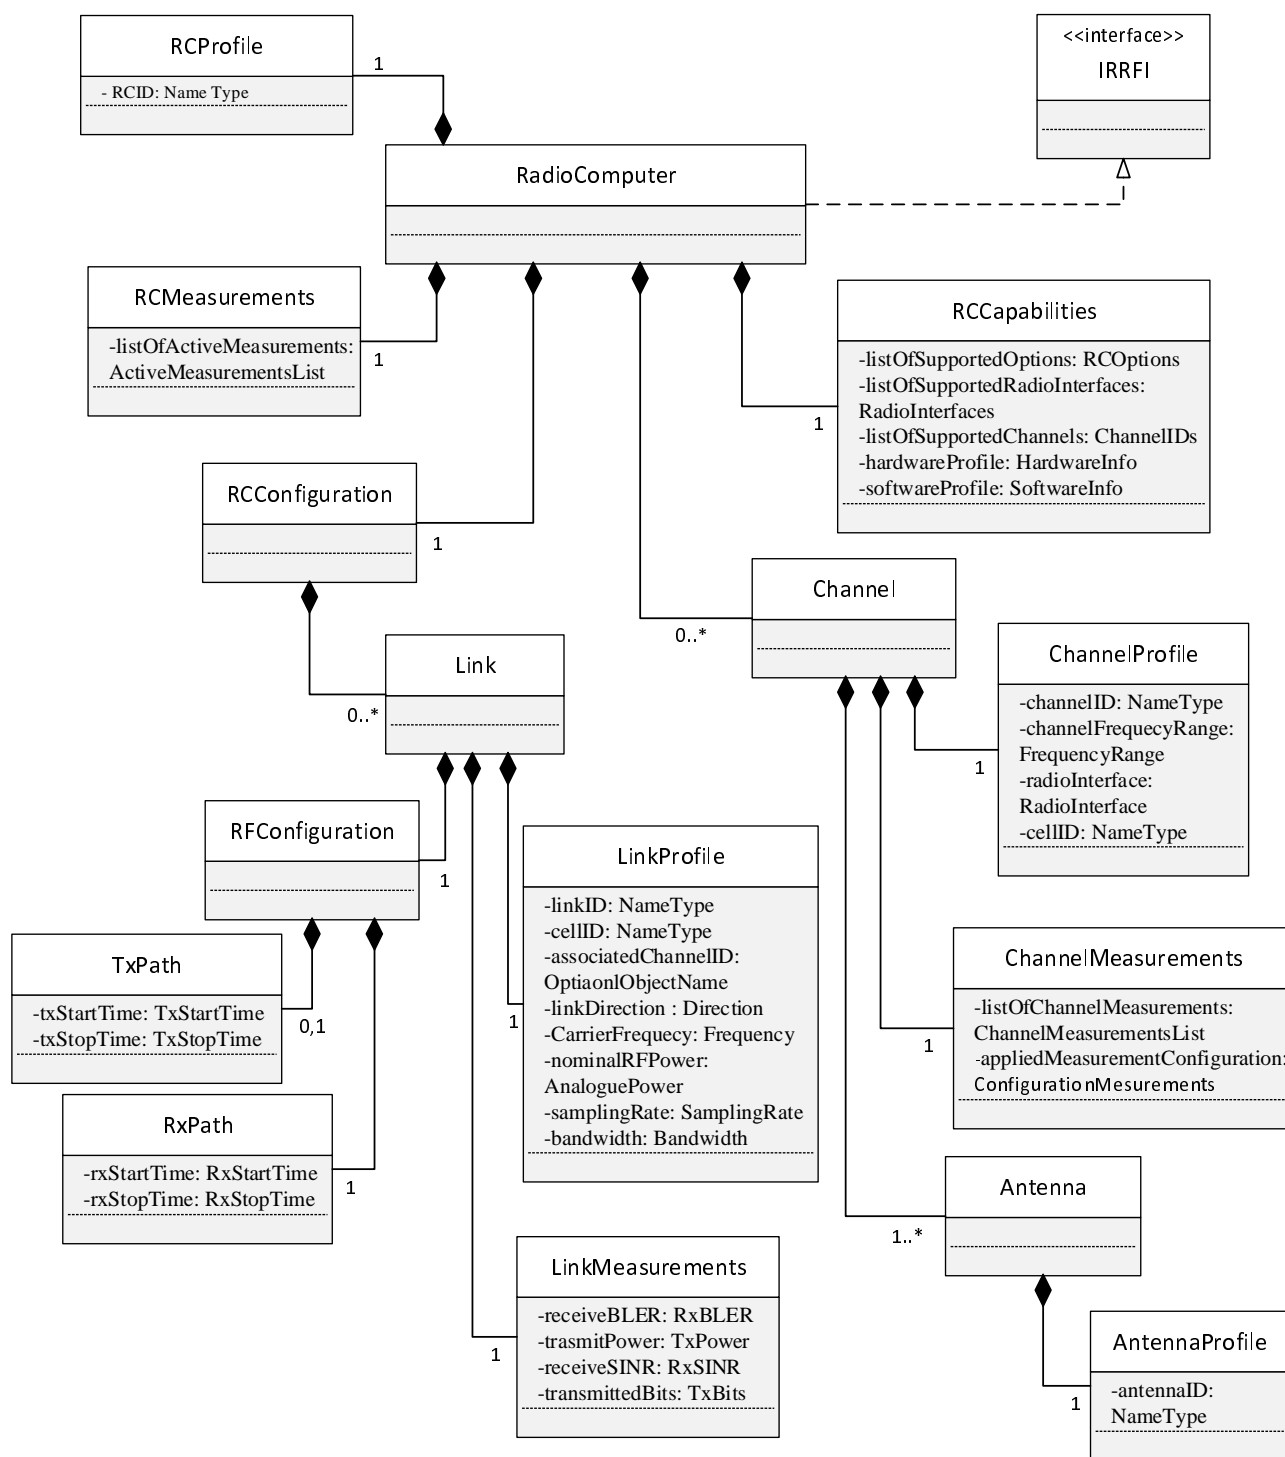 RCProfile
1
- RCID: Name Type
<<interface>>
IRRFI
RadioComputer
RCMeasurements
-listOfActiveMeasurements:
ActiveMeasurementsList
1
RCCapabilities
-listOfSupportedOptions: RCOptions
-listOfSupportedRadioInterfaces:
RadioInterfaces
-listOfSupportedChannels: ChannelIDs
-hardwareProfile: HardwareInfo
-softwareProfile: SoftwareInfo
1
RCConfiguration
1
Channel
0..*
Link
0..*
ChannelProfile
-channelID: NameType
-channelFrequecyRange:
FrequencyRange
-radioInterface:
RadioInterface
-cellID: NameType
1
RFConfiguration
1
LinkProfile
-linkID: NameType
-cellID: NameType
-associatedChannelID:
OptiaonlObjectName
-linkDirection : Direction
-CarrierFrequecy: Frequency
-nominalRFPower:
AnaloguePower
-samplingRate: SamplingRate
-bandwidth: Bandwidth
1
TxPath
-txStartTime: TxStartTime
-txStopTime: TxStopTime
0,1
ChannelMeasurements
-listOfChannelMeasurements:
ChannelMeasurementsList
-appliedMeasurementConfiguration:
ConfigurationMesurements
1
RxPath
-rxStartTime: RxStartTime
-rxStopTime: RxStopTime
1
Antenna
1..*
LinkMeasurements
-receiveBLER: RxBLER
-trasmitPower: TxPower
-receiveSINR: RxSINR
-transmittedBits: TxBits
1
AntennaProfile
-antennaID:
NameType
1